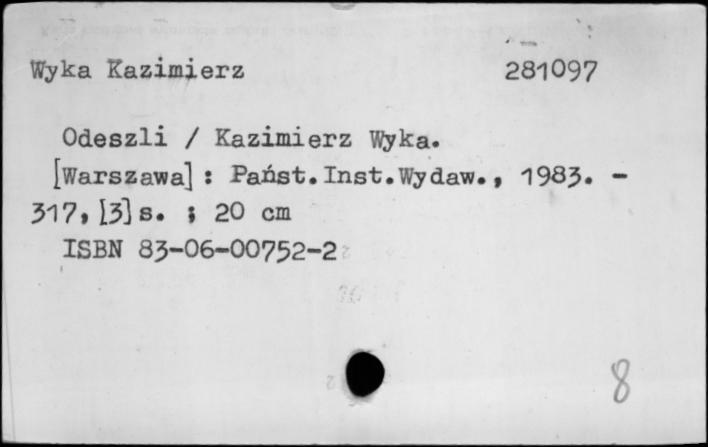 Wyka Kazimierz 281097
Odeszli / Kazimierz Wyka.
[Warszawa] : Państ.Inst.Wydaw., 1983. -
317, [3] s. ; 20 cm
ISBN 83-06-00752-2
8